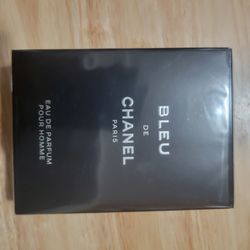 BLEU
DE
CHANEL
PARIS
EAU DE PARFUM
POUR HOMME